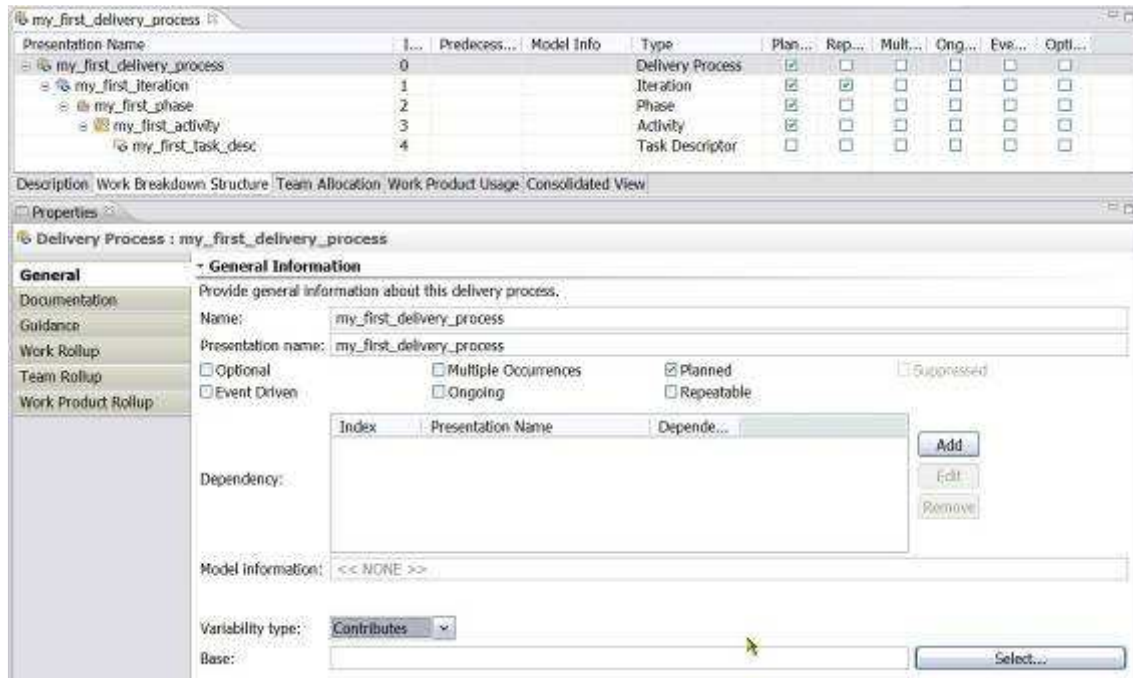 my_first_delivery_process
Presentation Name I... Predecess... Model Info Type Plan... Rep... Mult... Ong... Eve... Opti...
my_first_delivery_process 0 Delivery Process
my_first_iteration 1 Iteration
my_first_phase 2 Phase
my_first_activity 3 Activity
my_first_task_desc 4 Task Descriptor
Description Work Breakdown Structure Team Allocation Work Product Usage Consolidated View
Properties
Delivery Process : my_first_delivery_process
General
Documentation
Guidance
Work Rollup
Team Rollup
Work Product Rollup
General Information
Provide general information about this delivery process.
Name: my_first_delivery_process
Presentation name: my_first_delivery_process
Optional Multiple Occurrences Planned Suppressed
Event Driven Ongoing Repeatable
Index Presentation Name Depende...
Dependency:
Add
Edit
Remove
Model information: << NONE >>
Variability type: Contributes
Base: Select...